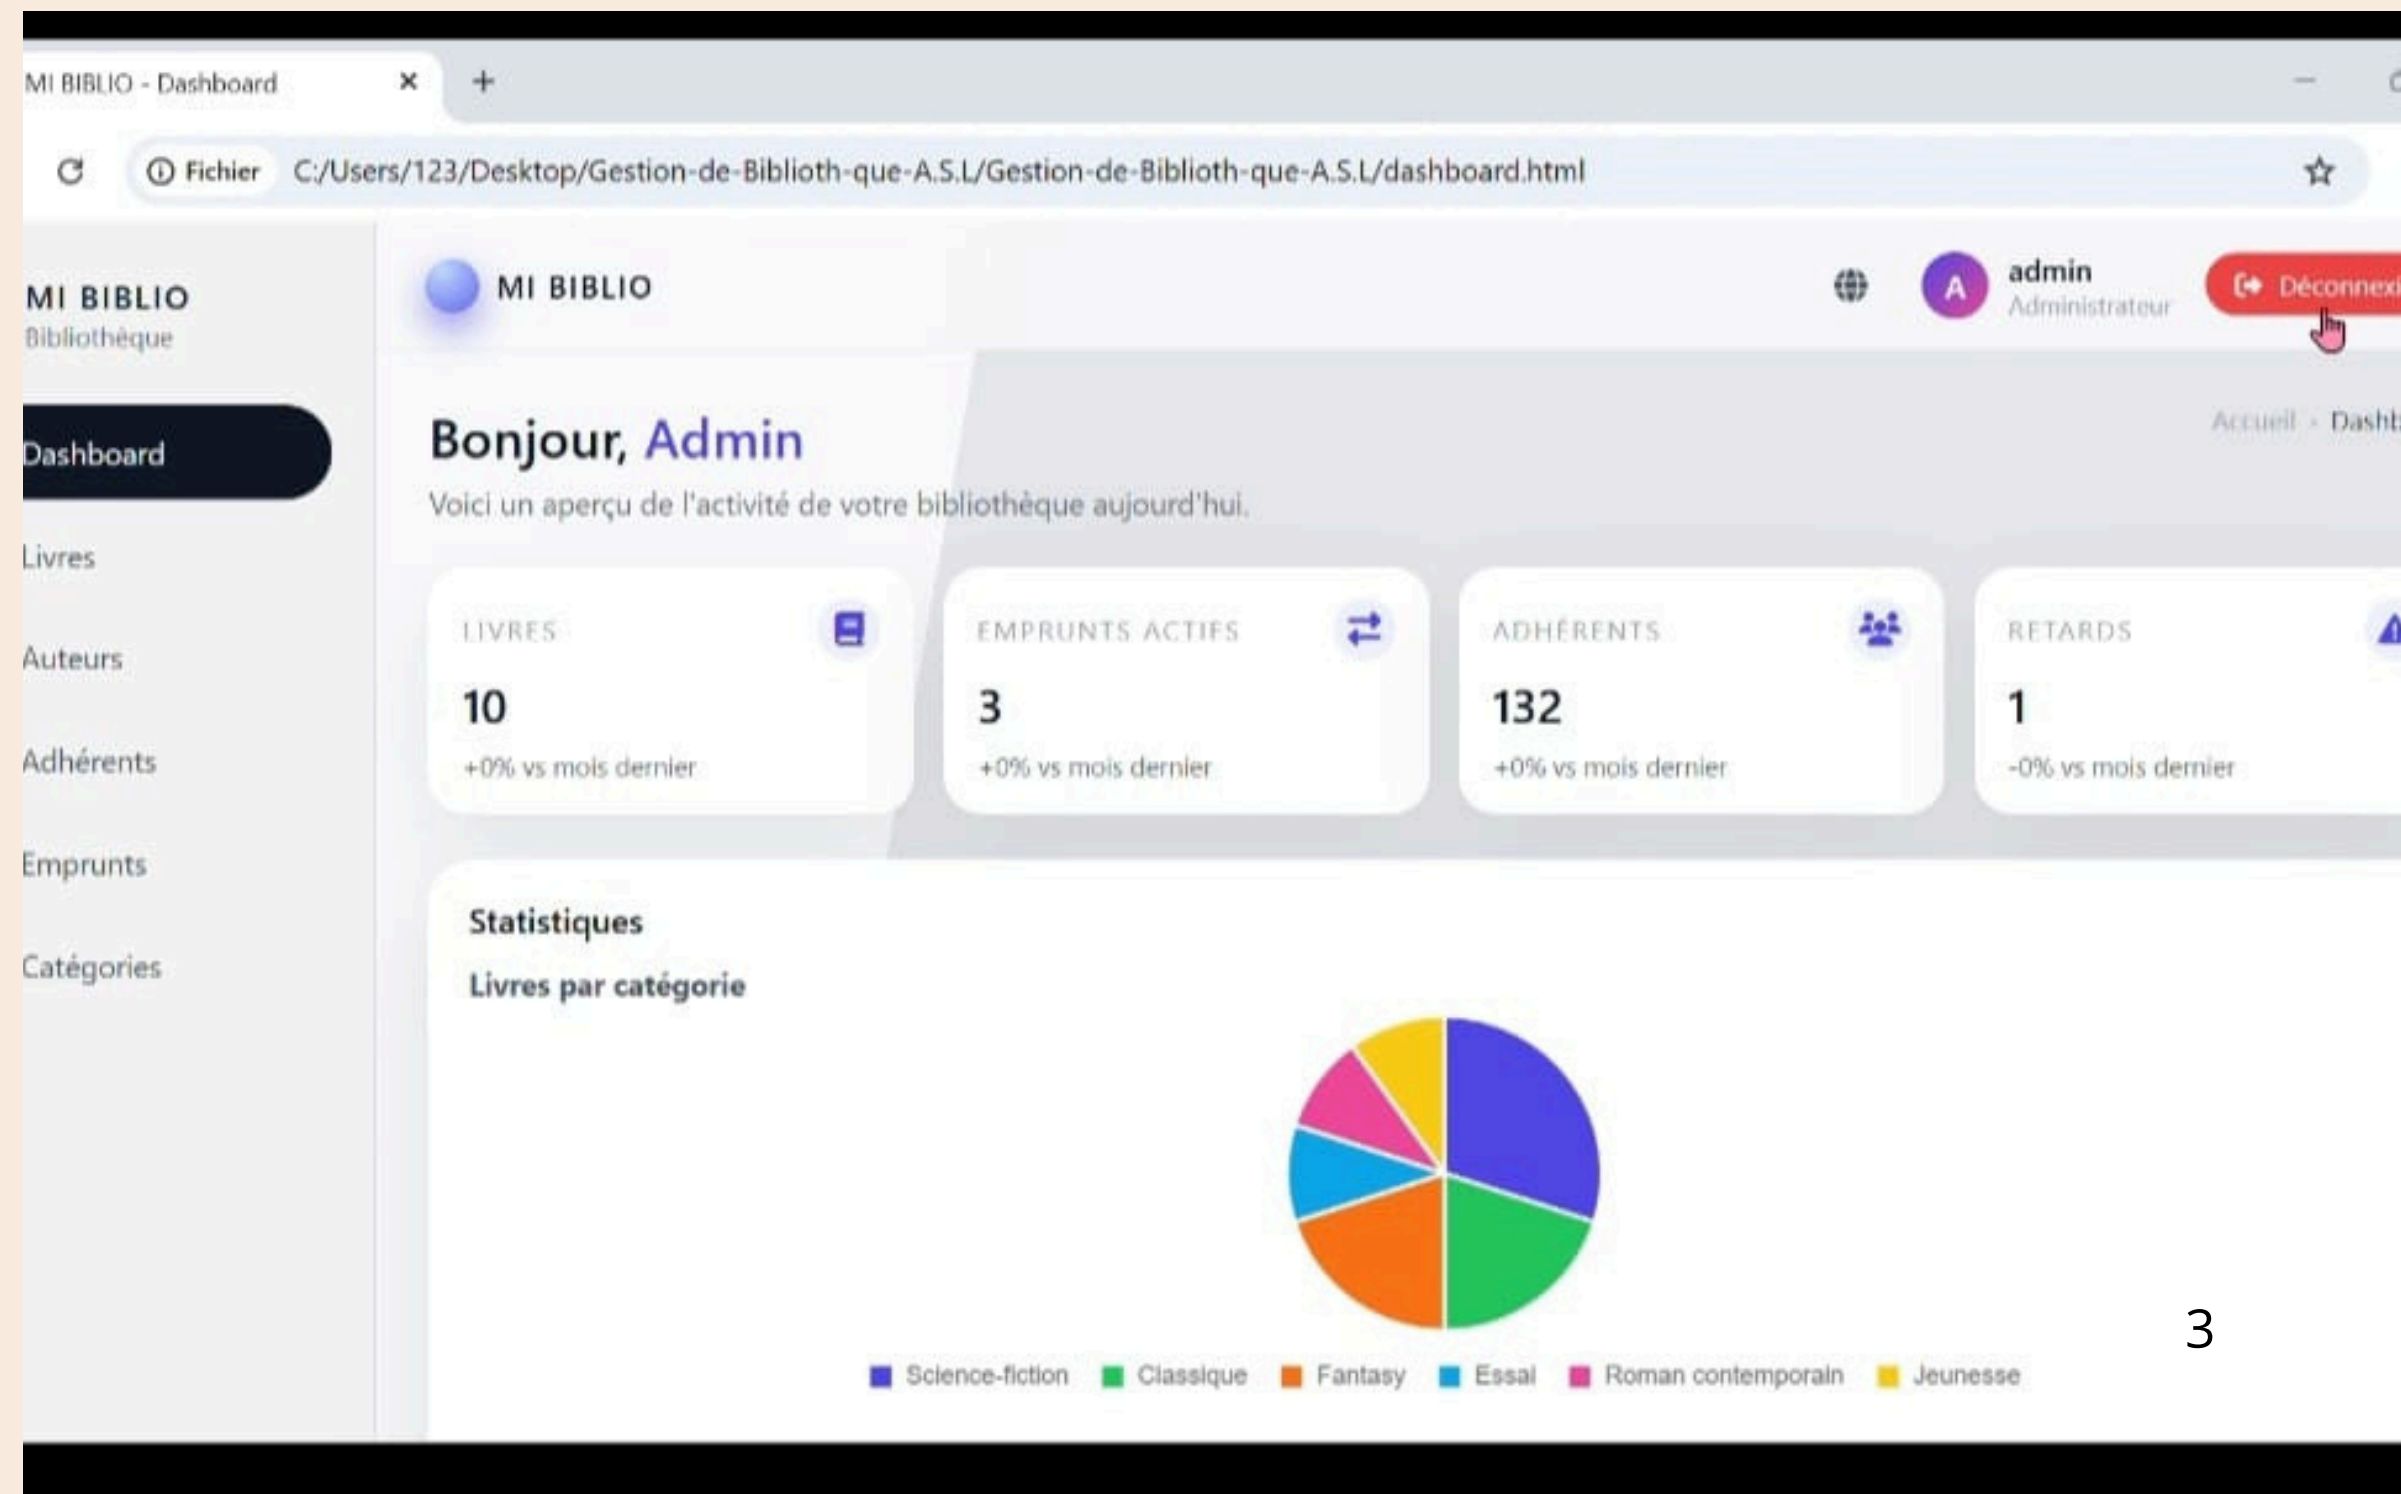 MI BIBLIO - Dashboard
Fichier C:/Users/123/Desktop/Gestion-de-Biblioth-que-A.S.L/Gestion-de-Biblioth-que-A.S.L/dashboard.html
MI BIBLIO
Bibliothèque
Dashboard
Livres
Auteurs
Adhérents
Emprunts
Catégories
MI BIBLIO
A
admin
Administrateur
Déconnexi
Bonjour, Admin
Accueil - Dashb
Voici un aperçu de l'activité de votre bibliothèque aujourd'hui.
LIVRES
10
+0% vs mois dernier
EMPRUNTS ACTIFS
3
+0% vs mois dernier
ADHÉRENTS
132
+0% vs mois dernier
RETARDS
1
-0% vs mois dernier
Statistiques
Livres par catégorie
Science-fiction Classique Fantasy Essai Roman contemporain Jeunesse
3